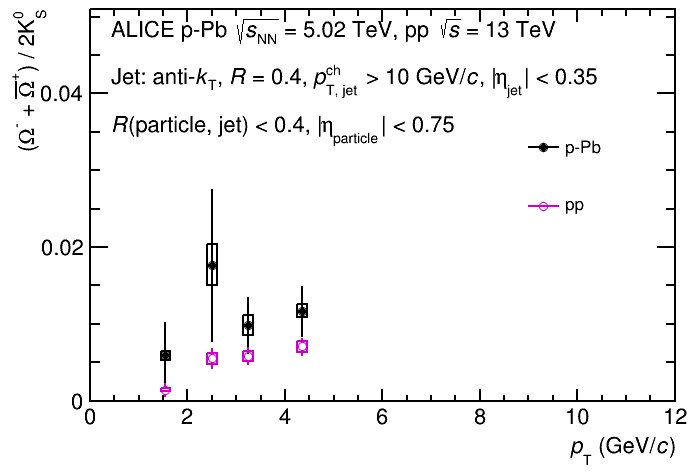 ALICE p-Pb √s_NN = 5.02 TeV, pp √s = 13 TeV
Jet: anti-k_T, R = 0.4, p_T, jet^ch > 10 GeV/c, |η_jet| < 0.35
R(particle, jet) < 0.4, |η_particle| < 0.75
p-Pb
pp
(Ω⁻ + Ω̅⁺) / 2K⁰_S
0.04
0.02
0
0 2 4 6 8 10 12
p_T (GeV/c)